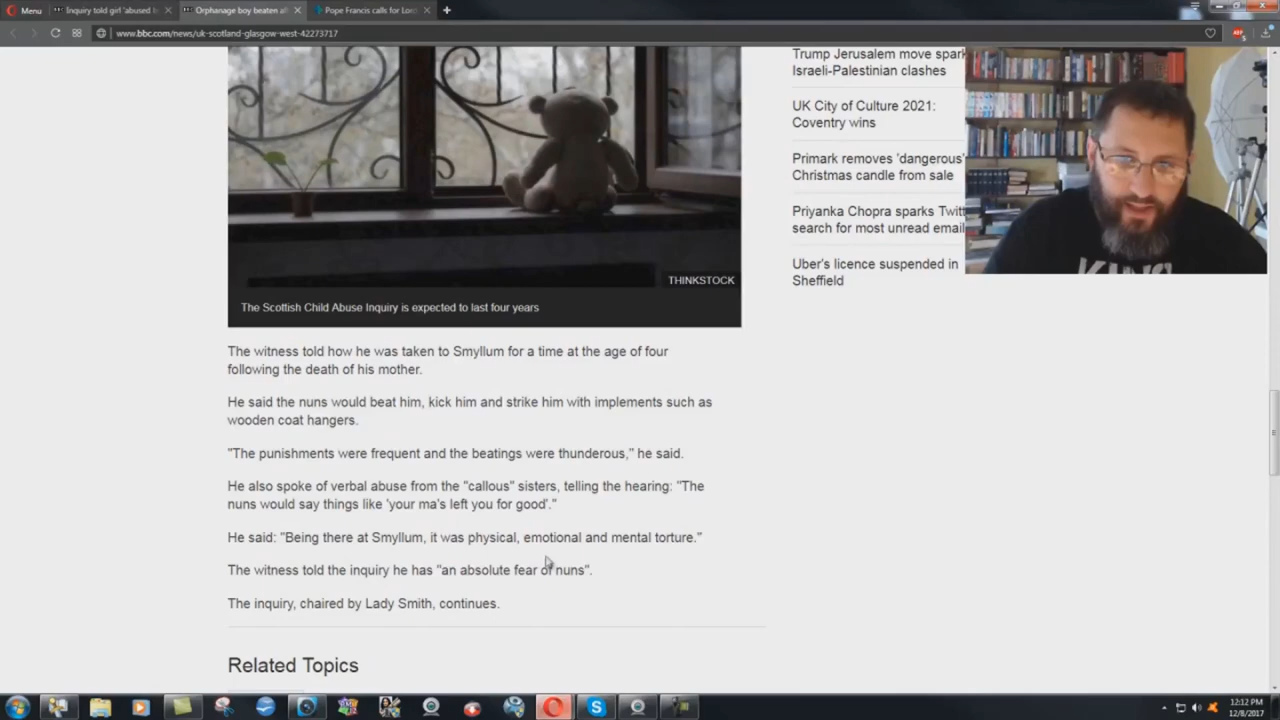 Menu
Inquiry told girl 'abused
Orphanage boy beaten
Pope Francis calls for
www.bbc.com/news/uk-scotland-glasgow-west-42273717
Trump Jerusalem move
Israeli-Palestinian clashes
UK City of Culture 2021:
Coventry wins
Primark removes 'dangerous'
Christmas candle from sale
Priyanka Chopra sparks
search for most unread email
Uber's licence suspended in
Sheffield
THINKSTOCK
The Scottish Child Abuse Inquiry is expected to last four years
The witness told how he was taken to Smyllum for a time at the age of four
following the death of his mother.
He said the nuns would beat him, kick him and strike him with implements such as
wooden coat hangers.
"The punishments were frequent and the beatings were thunderous," he said.
He also spoke of verbal abuse from the "callous" sisters, telling the hearing: "The
nuns would say things like 'your ma's left you for good'."
He said: "Being there at Smyllum, it was physical, emotional and mental torture."
The witness told the inquiry he has "an absolute fear of nuns".
The inquiry, chaired by Lady Smith, continues.
Related Topics
12:12 PM
12/8/2017